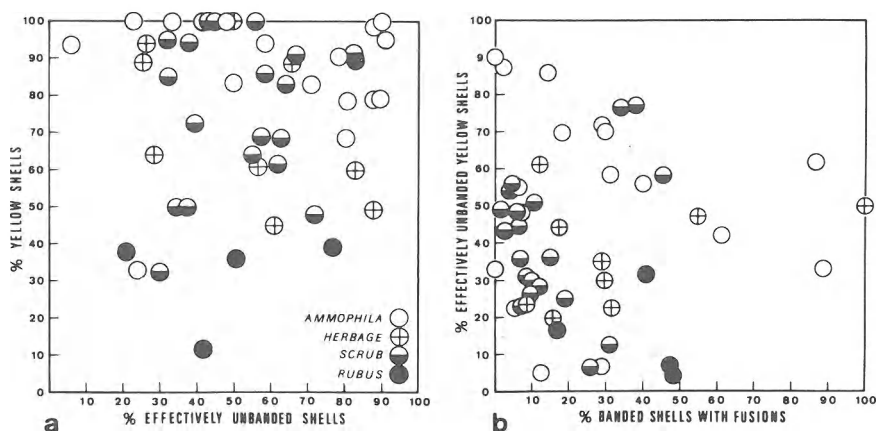 100
90
80
70
60
50
40
30
20
10
0
% YELLOW SHELLS
AMMOPHILA
HERBAGE
SCRUB
RUBUS
10 20 30 40 50 60 70 80 90 100
a % EFFECTIVELY UNBANDED SHELLS
100
90
80
70
60
50
40
30
20
10
0
% EFFECTIVELY UNBANDED YELLOW SHELLS
10 20 30 40 50 60 70 80 90 100
b % BANDED SHELLS WITH FUSIONS